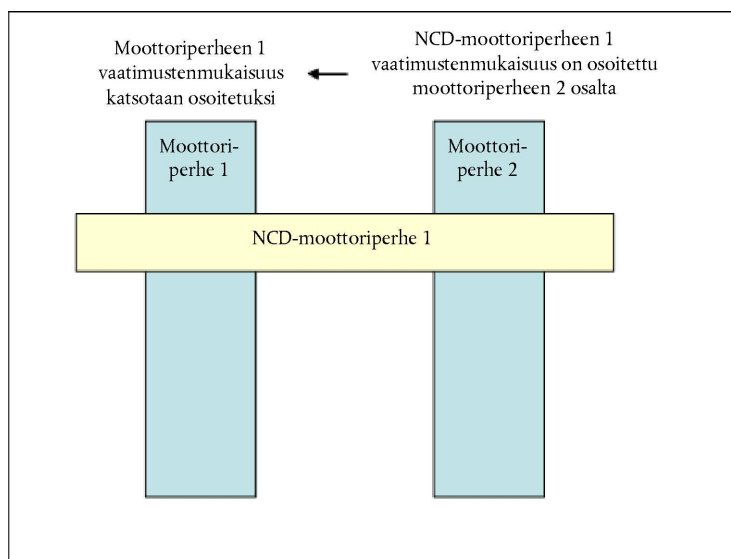 Moottoriperheen 1
vaatimustenmukaisuus
katsotaan osoitetuksi
NCD-moottoriperheen 1
vaatimustenmukaisuus on osoitettu
moottoriperheen 2 osalta
Moottori-
perhe 1
Moottori-
perhe 2
NCD-moottoriperhe 1